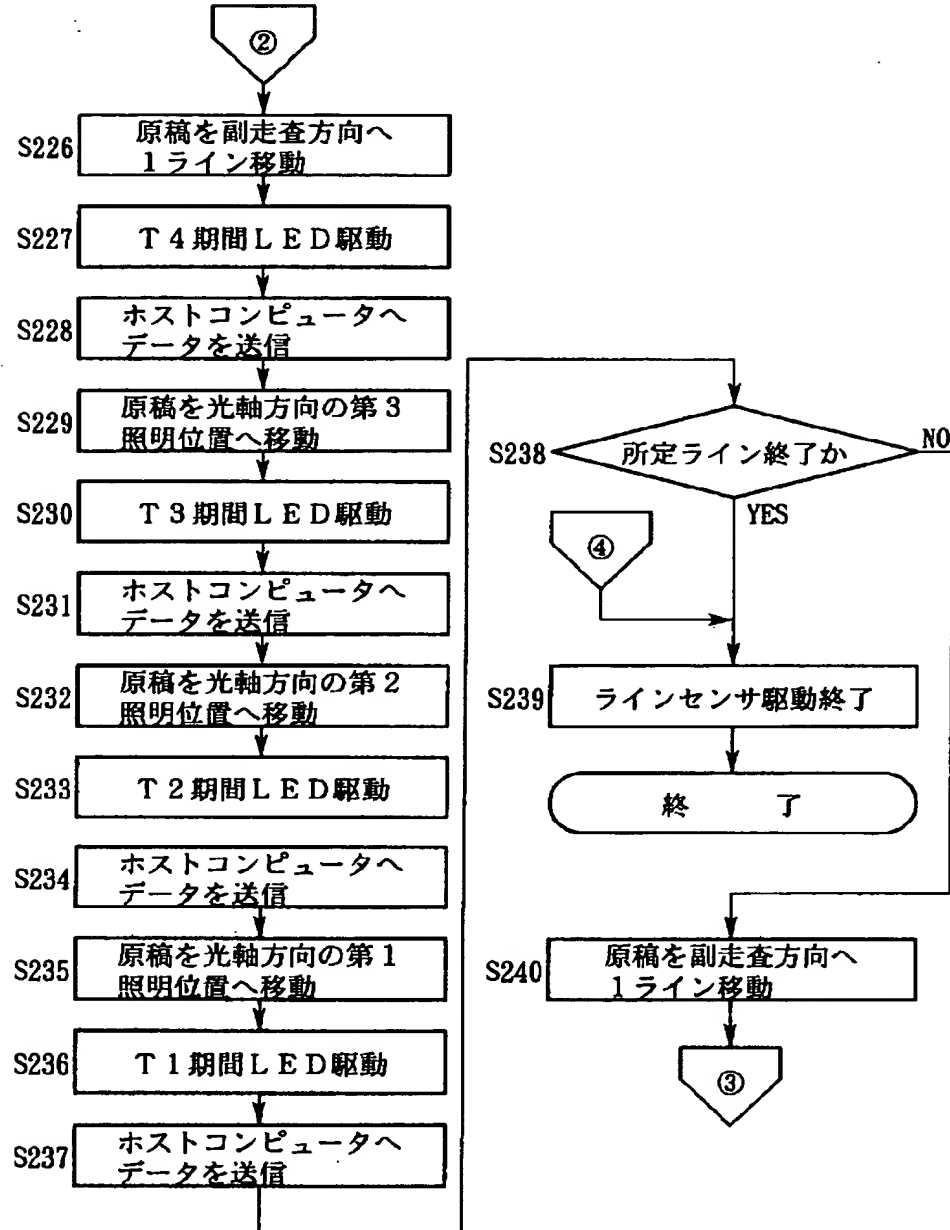 ②
S226
原稿を副走査方向へ
1ライン移動
S227
T4期間LED駆動
S228
ホストコンピュータへ
データを送信
S229
原稿を光軸方向の第3
照明位置へ移動
S230
T3期間LED駆動
S231
ホストコンピュータへ
データを送信
S232
原稿を光軸方向の第2
照明位置へ移動
S233
T2期間LED駆動
S234
ホストコンピュータへ
データを送信
S235
原稿を光軸方向の第1
照明位置へ移動
S236
T1期間LED駆動
S237
ホストコンピュータへ
データを送信
S238
所定ライン終了か
NO
YES
④
S239
ラインセンサ駆動終了
終 了
S240
原稿を副走査方向へ
1ライン移動
③